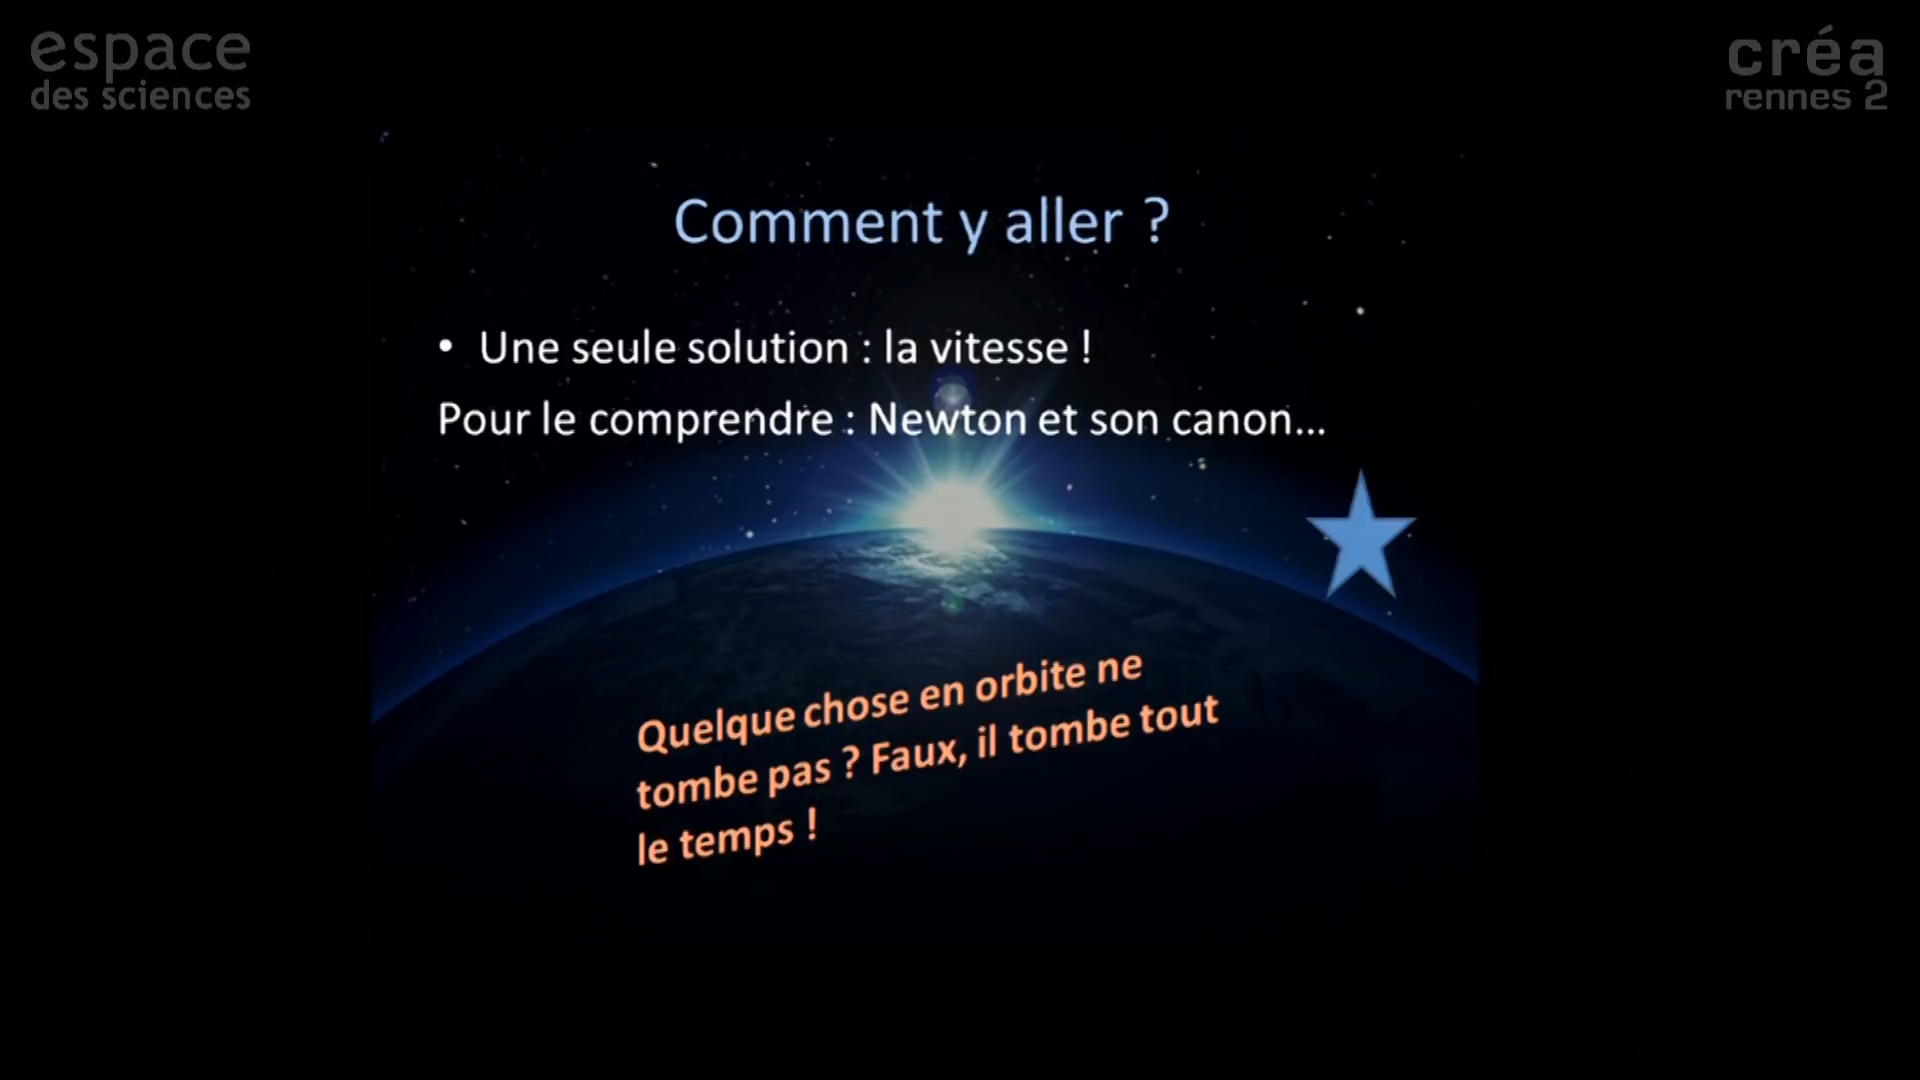 espace
des sciences
créa
rennes 2
Comment y aller ?
• Une seule solution : la vitesse !
Pour le comprendre : Newton et son canon...
Quelque chose en orbite ne
tombe pas ? Faux, il tombe tout
le temps !